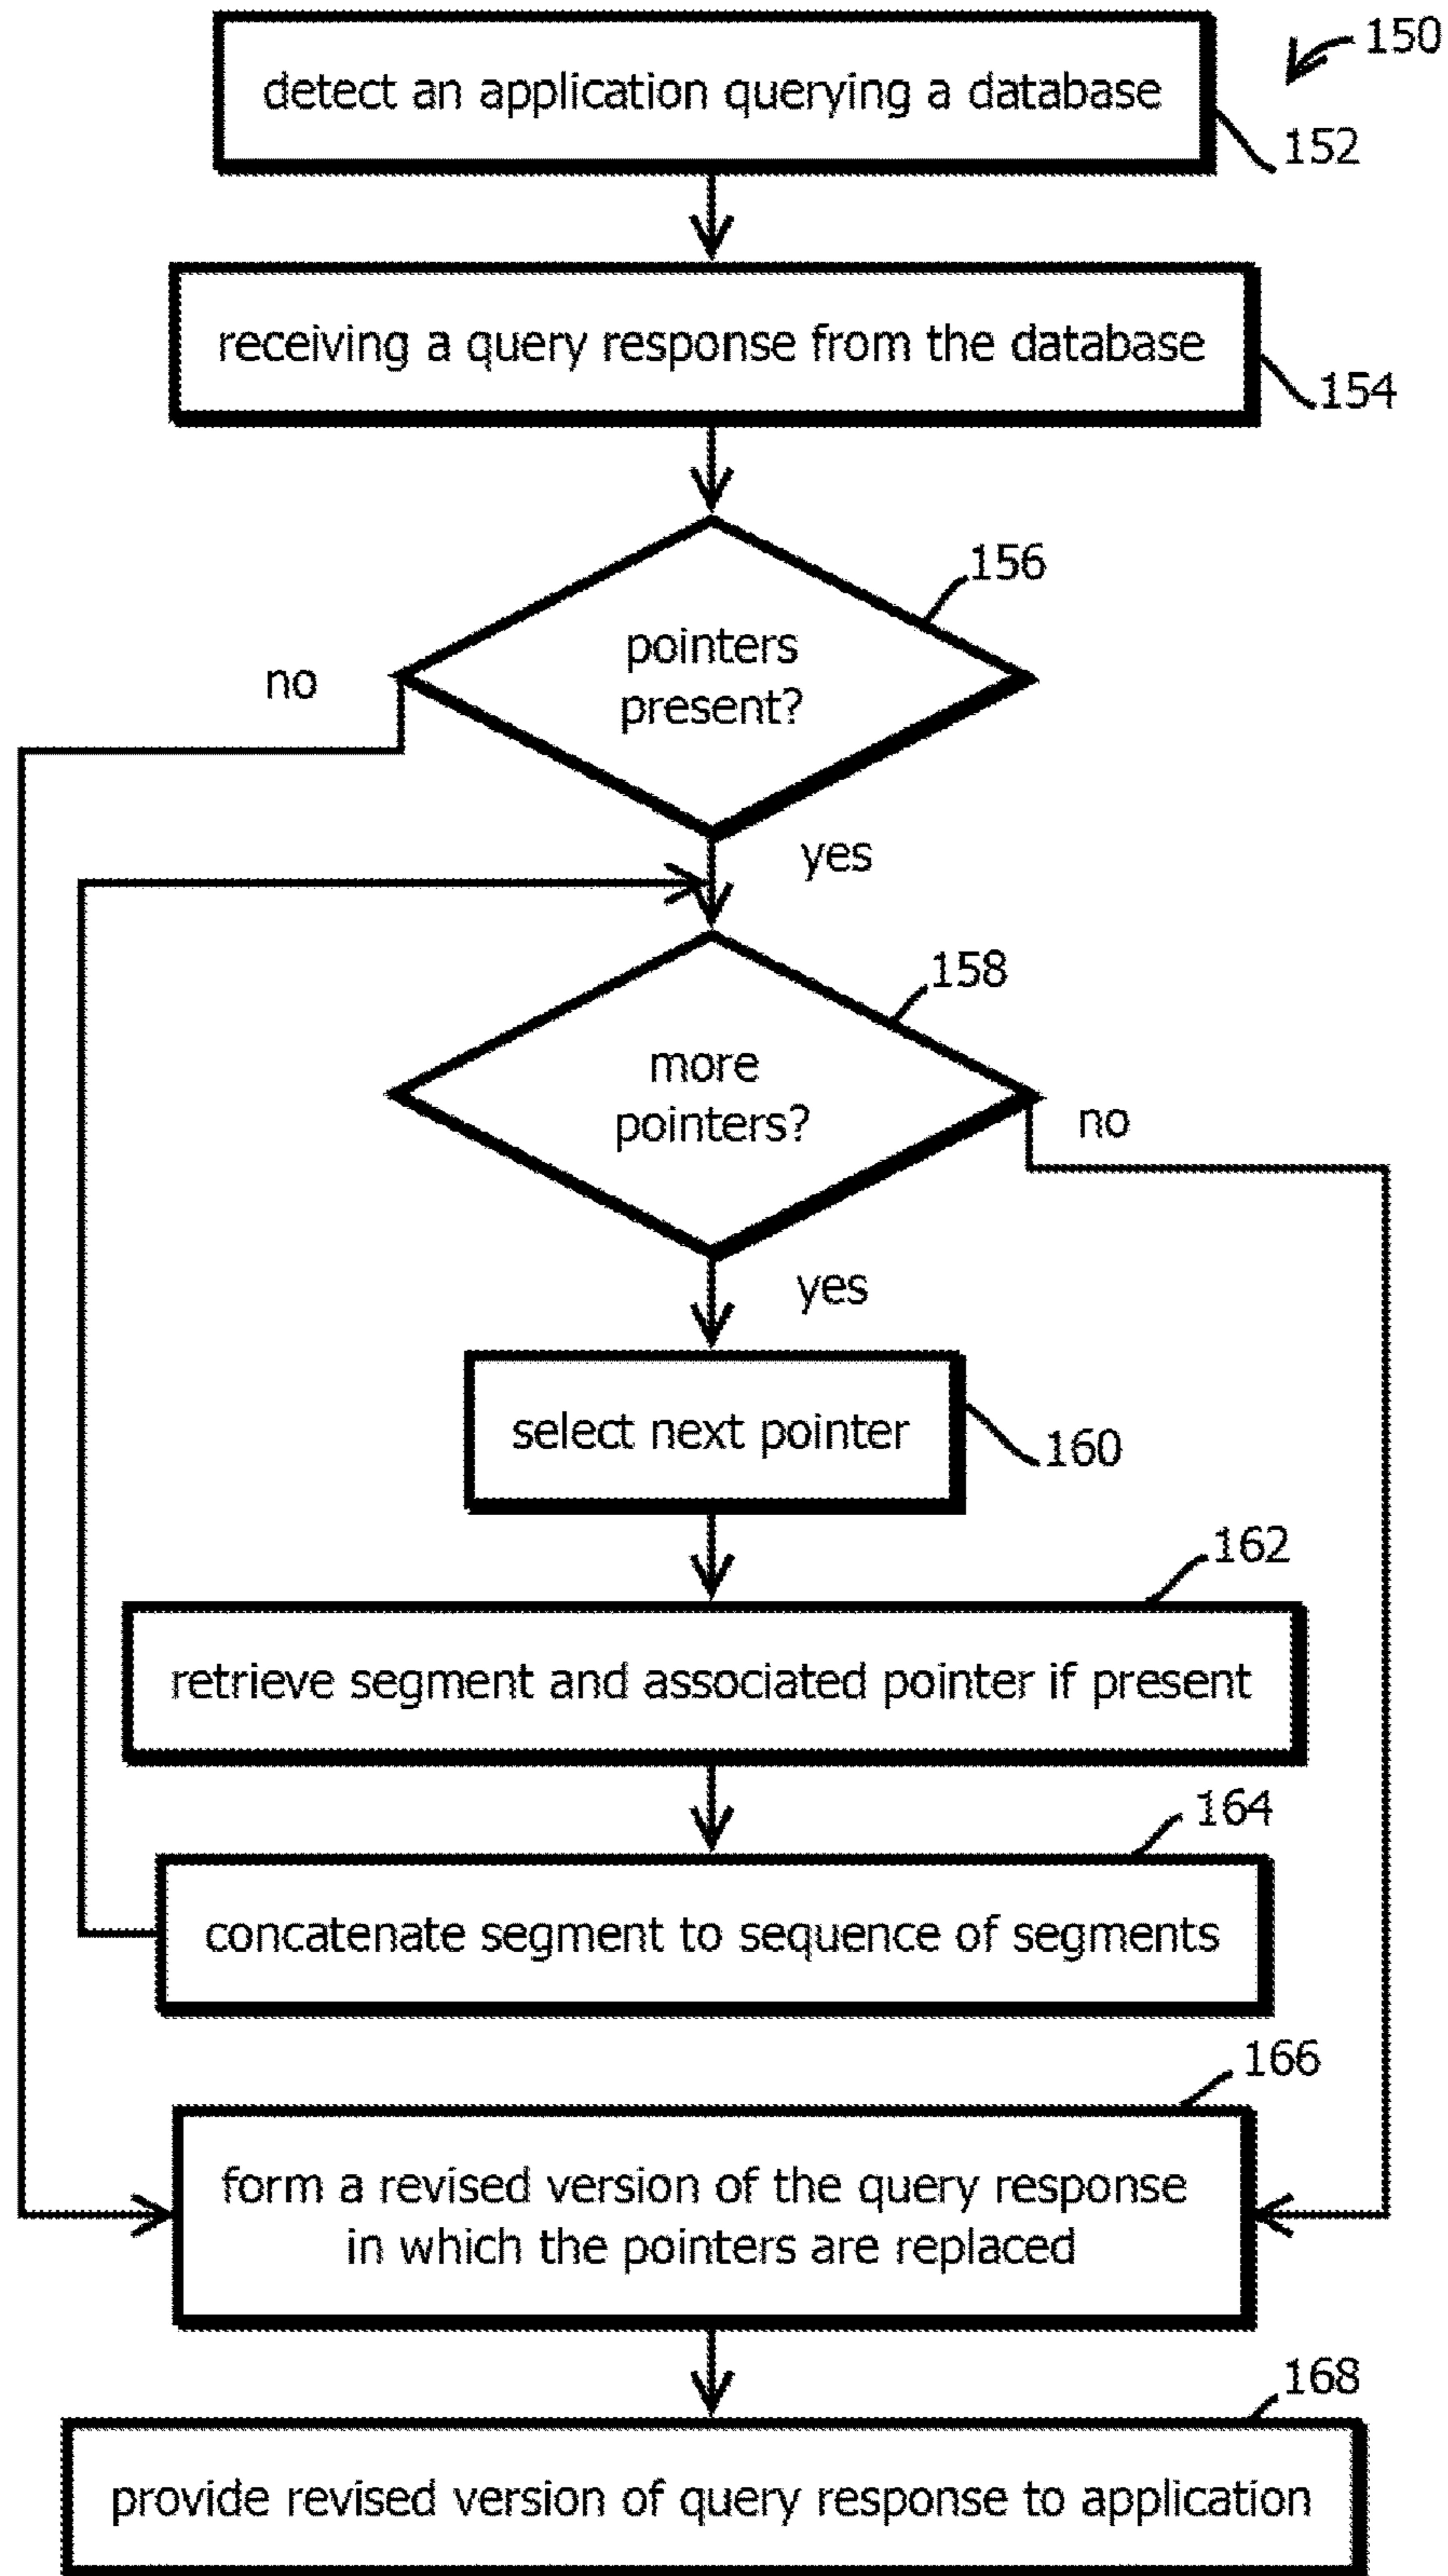 150
detect an application querying a database
152
receiving a query response from the database
154
156
pointers
present?
no
yes
158
more
pointers?
no
yes
select next pointer
160
162
retrieve segment and associated pointer if present
164
concatenate segment to sequence of segments
166
form a revised version of the query response
in which the pointers are replaced
168
provide revised version of query response to application